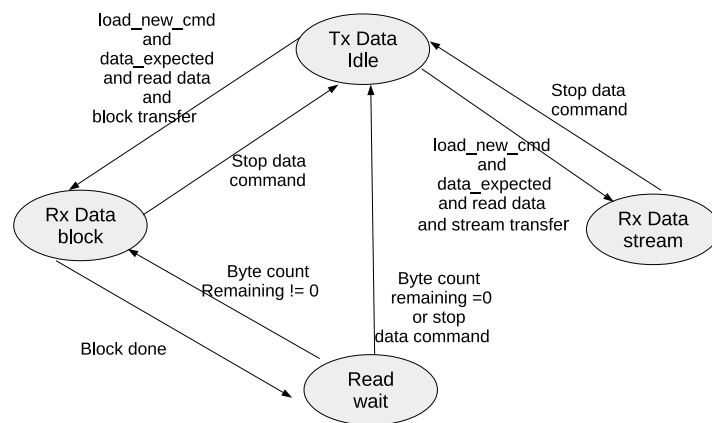 load_new_cmd
and
data_expected
and read data
and
block transfer
Tx Data
Idle
Stop data
command
Stop data
command
load_new_cmd
and
data_expected
and read data
and stream transfer
Rx Data
block
Rx Data
stream
Byte count
Remaining != 0
Byte count
remaining =0
or stop
data command
Block done
Read
wait